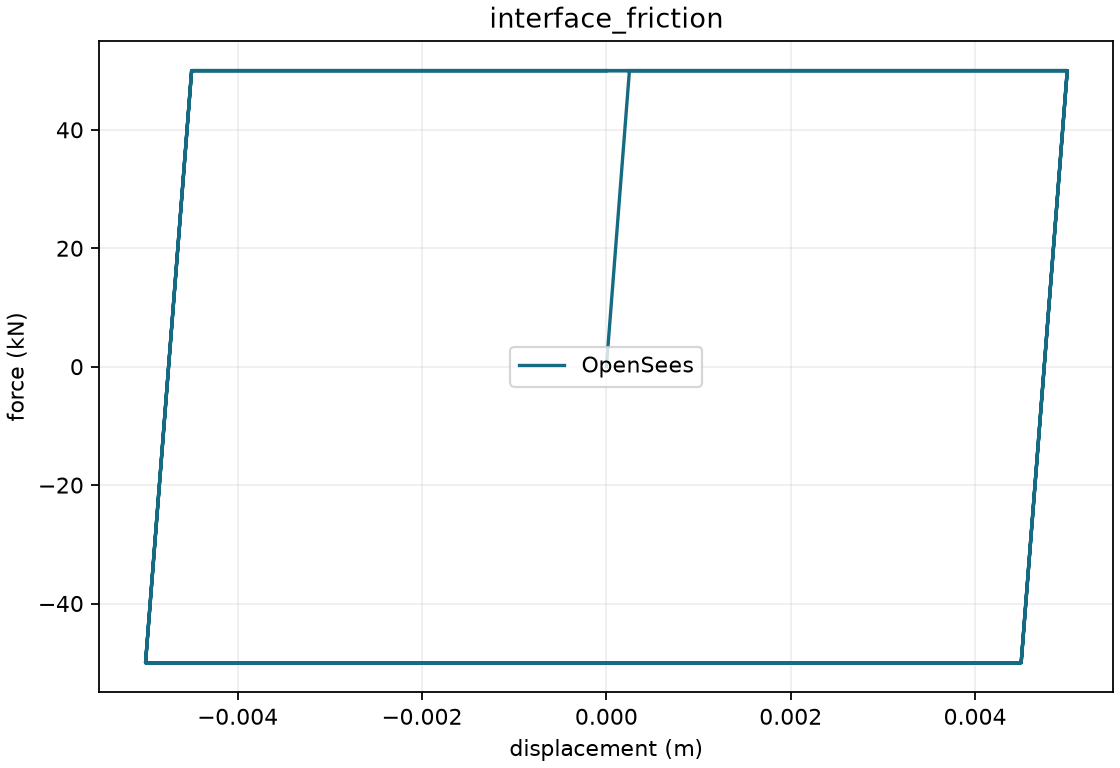 interface_friction
force (kN)
40
20
0
−20
−40
OpenSees
−0.004
−0.002
0.000
0.002
0.004
displacement (m)